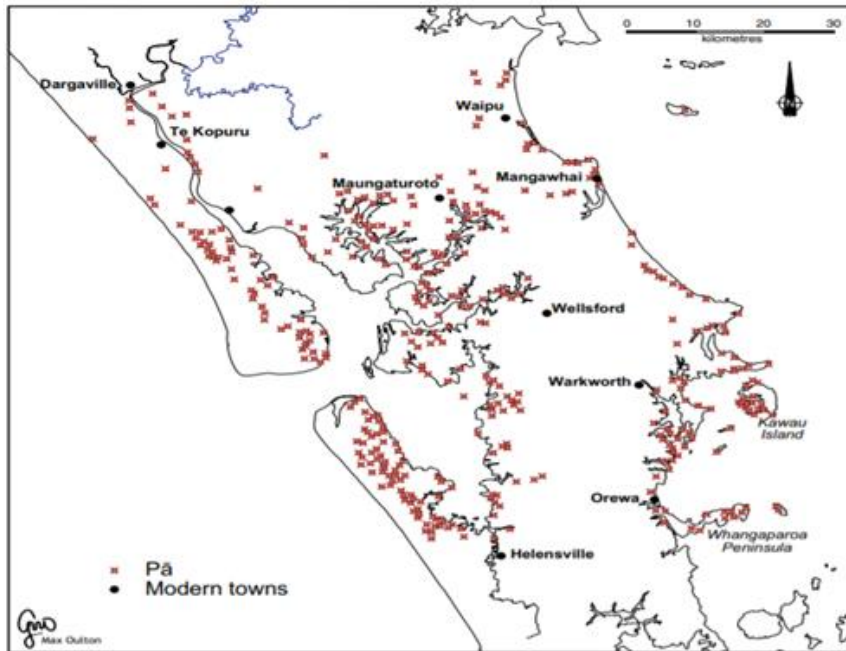 0 10 20 30
kilometres
N
Dargaville
Te Kopuru
Waipu
Maungaturoto
Mangawhai
Wellsford
Warkworth
Kawau
Island
Orewa
Whangaparoa
Peninsula
Helensville
Pā
Modern towns
Max Oulton